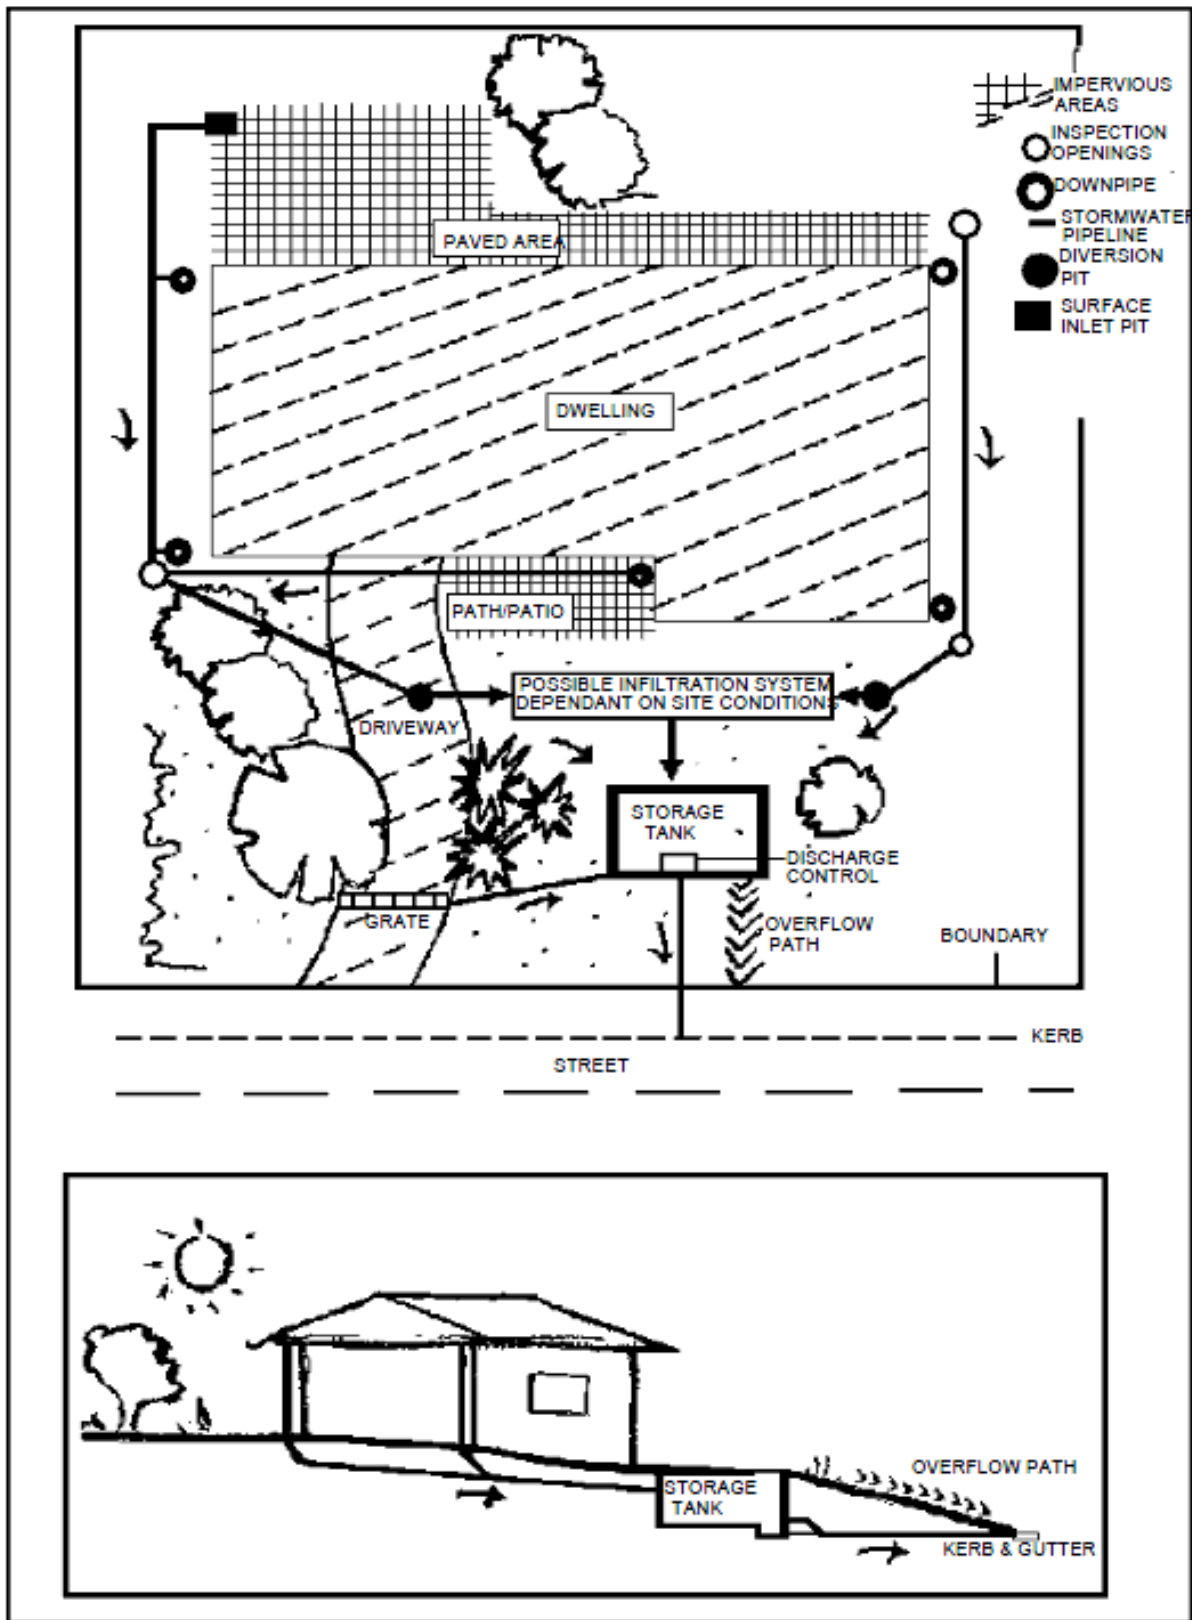 IMPERVIOUS
AREAS
INSPECTION
OPENINGS
DOWNPIPE
STORMWATER
PIPELINE
DIVERSION
PIT
SURFACE
INLET PIT
PAVED AREA
DWELLING
PATH/PATIO
POSSIBLE INFILTRATION SYSTEM
DEPENDANT ON SITE CONDITIONS
DRIVEWAY
STORAGE
TANK
DISCHARGE
CONTROL
GRATE
OVERFLOW
PATH
BOUNDARY
KERB
STREET
OVERFLOW PATH
STORAGE
TANK
KERB & GUTTER